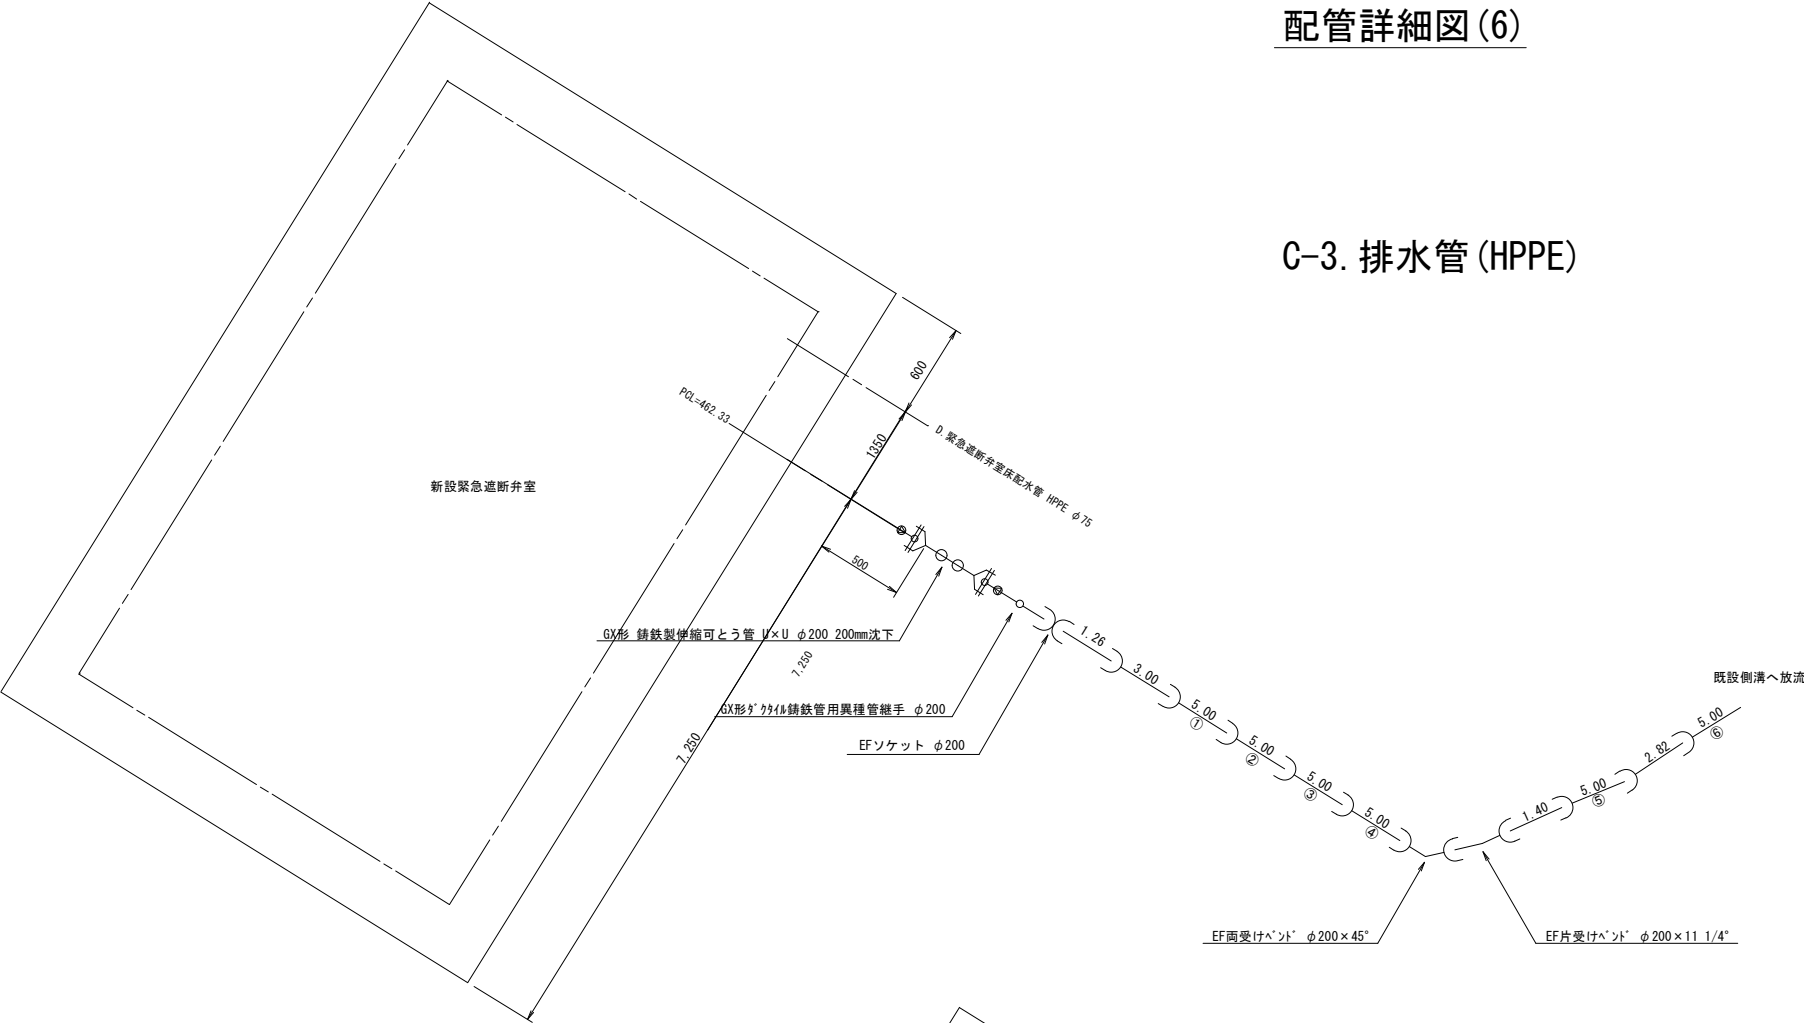 配管詳細図(6)
C-3.排水管(HPPE)
600
PCL=462.33
1350
D.緊急遮断弁室床配水管 HPPE φ75
新設緊急遮断弁室
500
GX形 鋳鉄製伸縮可とう管 U×U φ200 200mm沈下
7.250
GX形ﾀﾞｸﾀｲﾙ鋳鉄管用異種管継手 φ200
EFソケット φ200
7.250
1.26
3.00
5.00
①
5.00
②
5.00
③
5.00
④
1.40
5.00
⑤
2.82
5.00
⑥
既設側溝へ放流
EF両受けﾍﾞﾝﾄﾞ φ200×45°
EF片受けﾍﾞﾝﾄﾞ φ200×11 1/4°